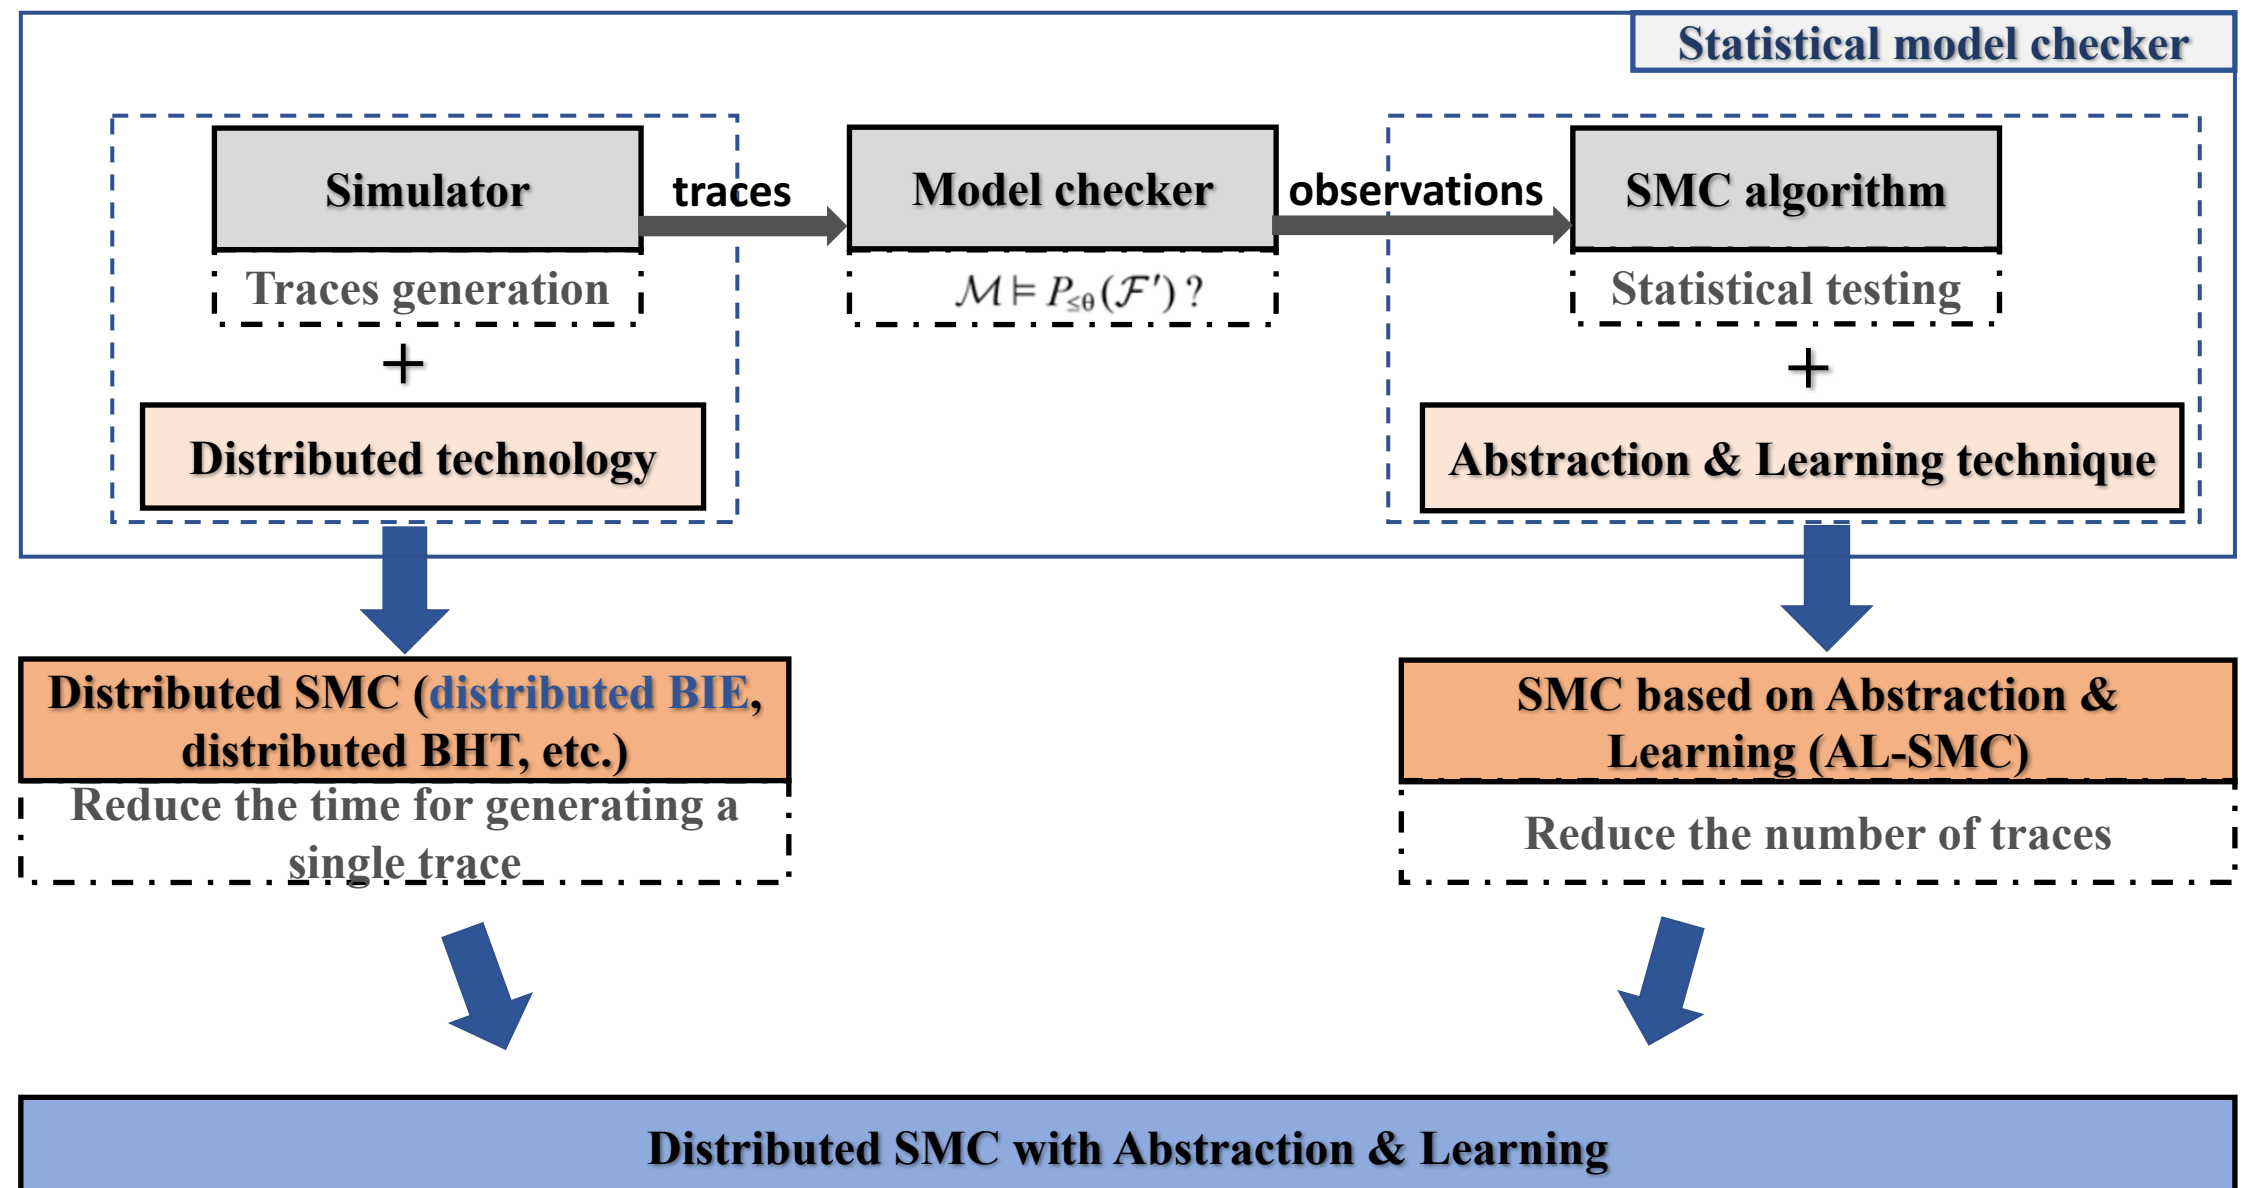 Statistical model checker
Simulator
traces
Model checker
observations
SMC algorithm
Traces generation
ℳ ⊨ P≤θ(ℱ′) ?
Statistical testing
+
+
Distributed technology
Abstraction & Learning technique
Distributed SMC (distributed BIE,
distributed BHT, etc.)
SMC based on Abstraction &
Learning (AL-SMC)
Reduce the time for generating a
single trace
Reduce the number of traces
Distributed SMC with Abstraction & Learning